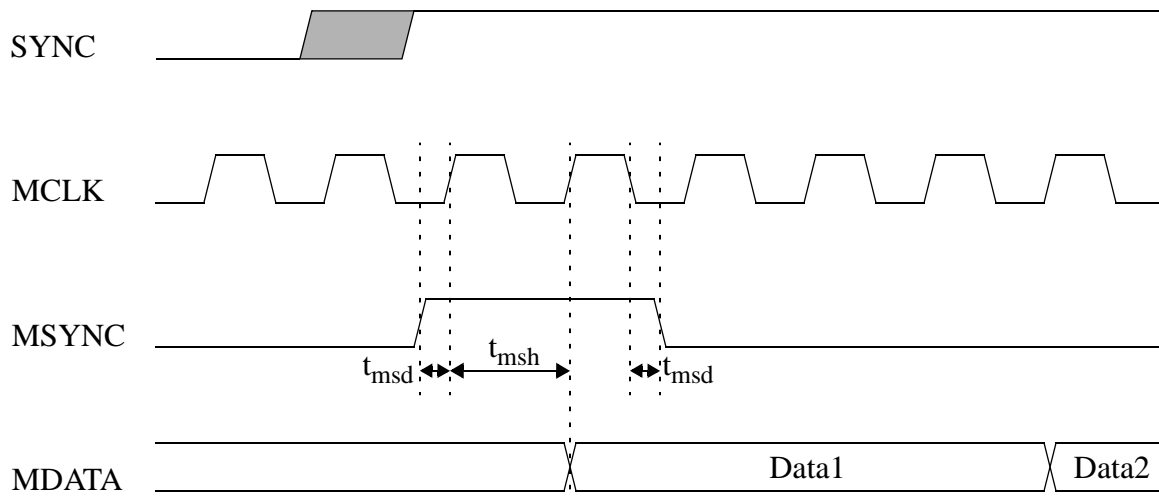 SYNC
MCLK
MSYNC
tmsd tmsh tmsd
MDATA Data1 Data2